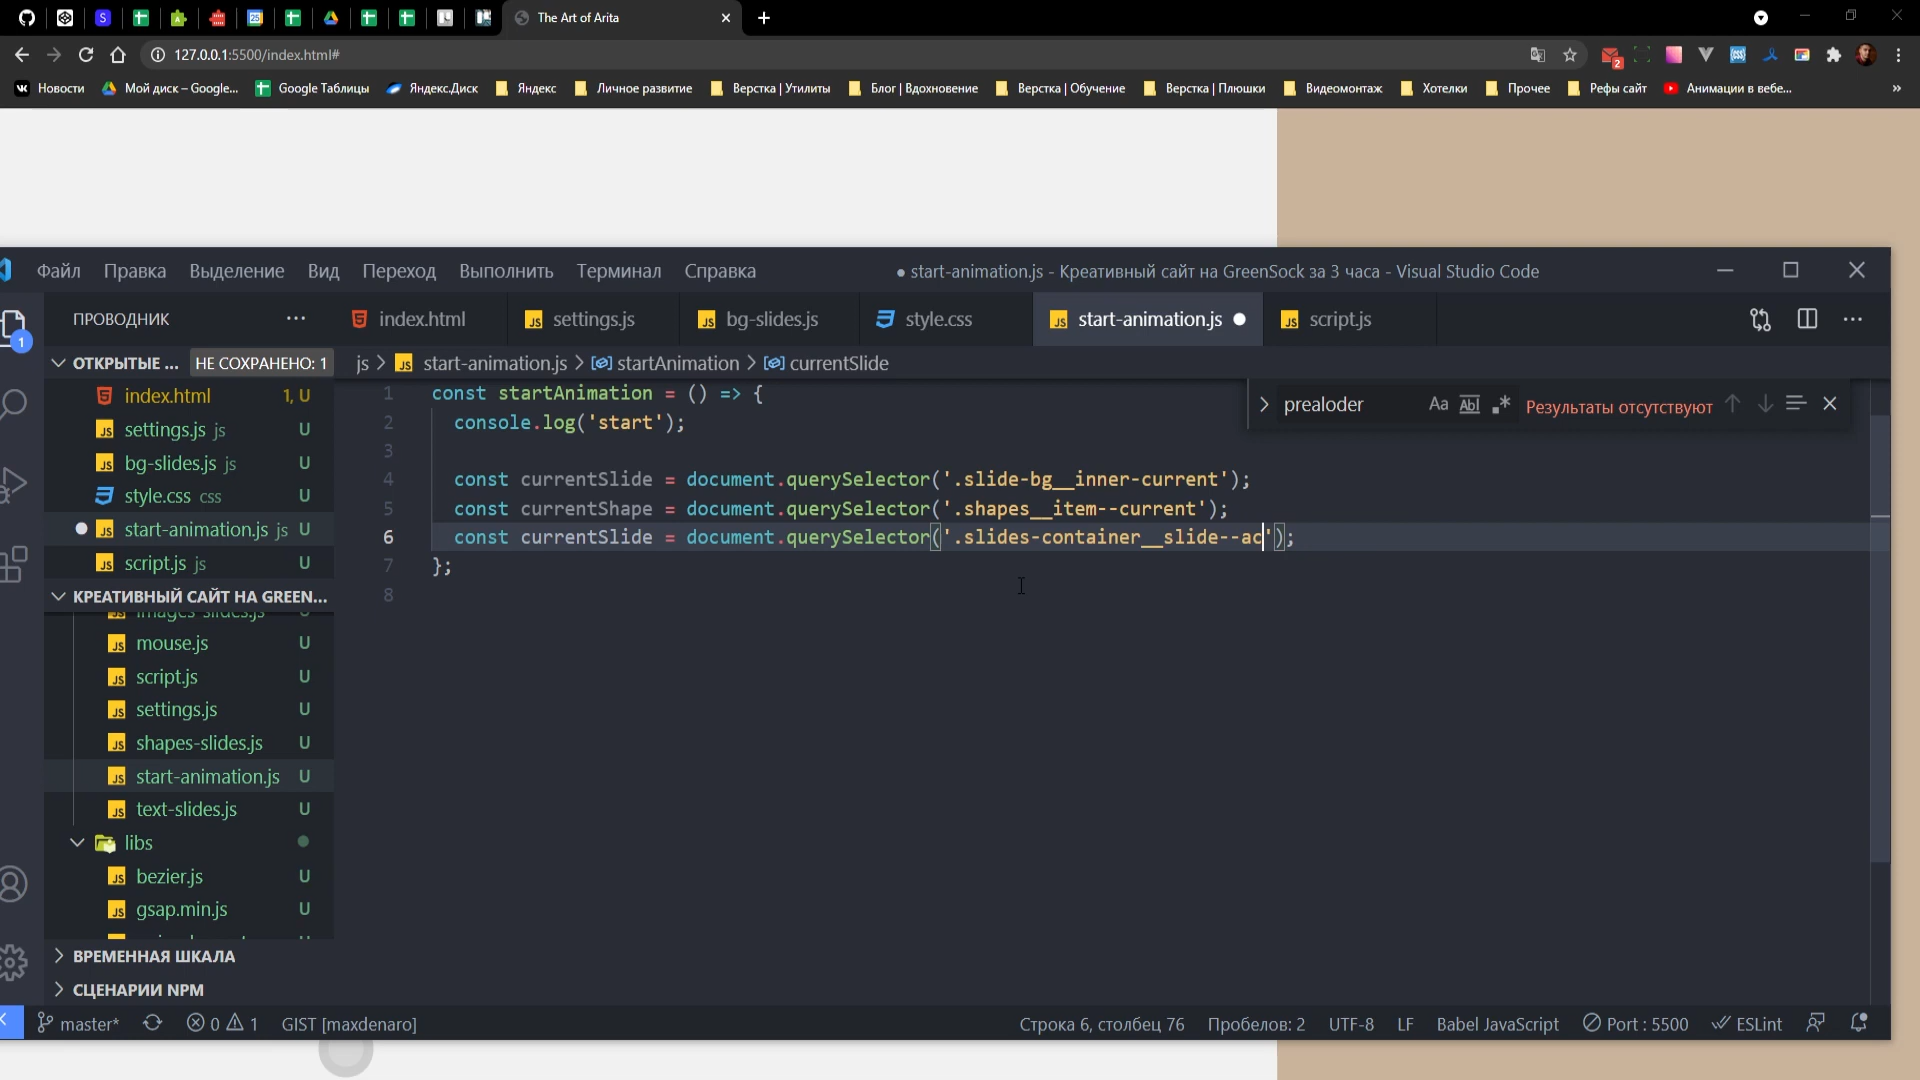 The Art of Arita
127.0.0.1:5500/index.html#
Новости
Мой диск – Google...
Google Таблицы
Яндекс.Диск
Яндекс
Личное развитие
Верстка | Утилиты
Блог | Вдохновение
Верстка | Обучение
Верстка | Плюшки
Видеомонтаж
Хотелки
Прочее
Рефы сайт
Анимации в вебе...
»
Файл Правка Выделение Вид Переход Выполнить Терминал Справка
● start-animation.js - Креативный сайт на GreenSock за 3 часа - Visual Studio Code
ПРОВОДНИК ...
index.html
settings.js
bg-slides.js
style.css
start-animation.js
script.js
ОТКРЫТЫЕ ... НЕ СОХРАНЕНО: 1
js > start-animation.js > startAnimation > currentSlide
index.html 1, U
settings.js js U
bg-slides.js js U
style.css css U
start-animation.js js U
script.js js U
КРЕАТИВНЫЙ САЙТ НА GREEN...
images-slides.js U
mouse.js U
script.js U
settings.js U
shapes-slides.js U
start-animation.js U
text-slides.js U
libs
bezier.js U
gsap.min.js U
ВРЕМЕННАЯ ШКАЛА
СЦЕНАРИИ NPM
1 const startAnimation = () => {
2 console.log('start');
3
4 const currentSlide = document.querySelector('.slide-bg__inner-current');
5 const currentShape = document.querySelector('.shapes__item--current');
6 const currentSlide = document.querySelector('.slides-container__slide--ac');
7 };
8
prealoder Aa Abl .* Результаты отсутствуют
master* 0 1 GIST [maxdenaro]
Строка 6, столбец 76 Пробелов: 2 UTF-8 LF Babel JavaScript Port : 5500 ESLint